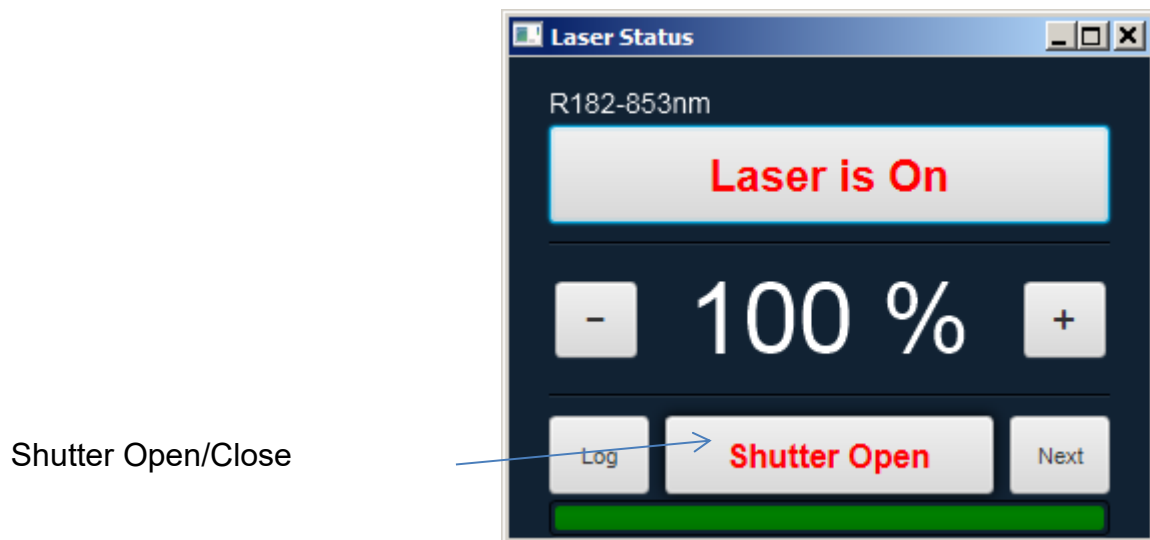 Laser Status
R182-853nm
Laser is On
- 100 % +
Shutter Open/Close
Log Shutter Open Next